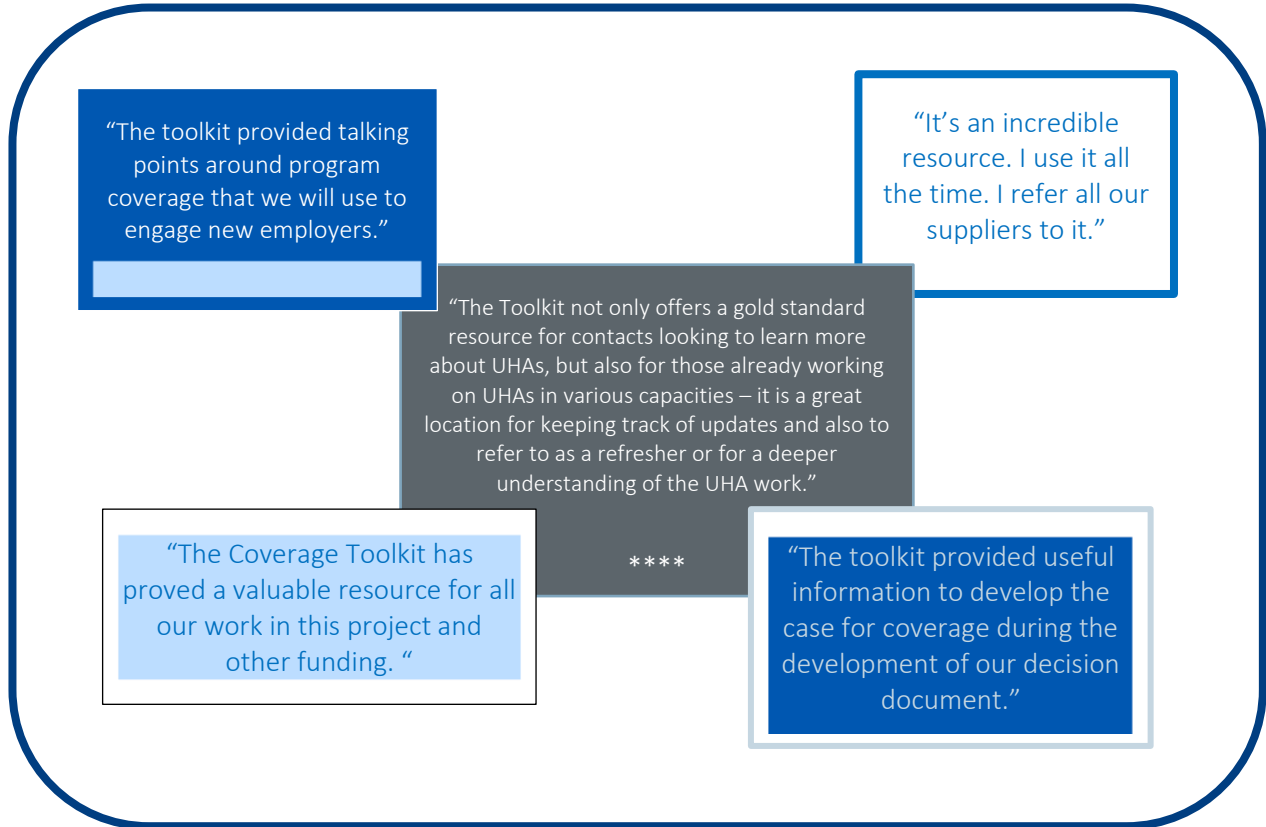 “The toolkit provided talking
points around program
coverage that we will use to
engage new employers.”
“It’s an incredible
resource. I use it all
the time. I refer all our
suppliers to it.”
“The Toolkit not only offers a gold standard
resource for contacts looking to learn more
about UHAs, but also for those already working
on UHAs in various capacities – it is a great
location for keeping track of updates and also to
refer to as a refresher or for a deeper
understanding of the UHA work.”
****
“The Coverage Toolkit has
proved a valuable resource for all
our work in this project and
other funding. “
“The toolkit provided useful
information to develop the
case for coverage during the
development of our decision
document.”